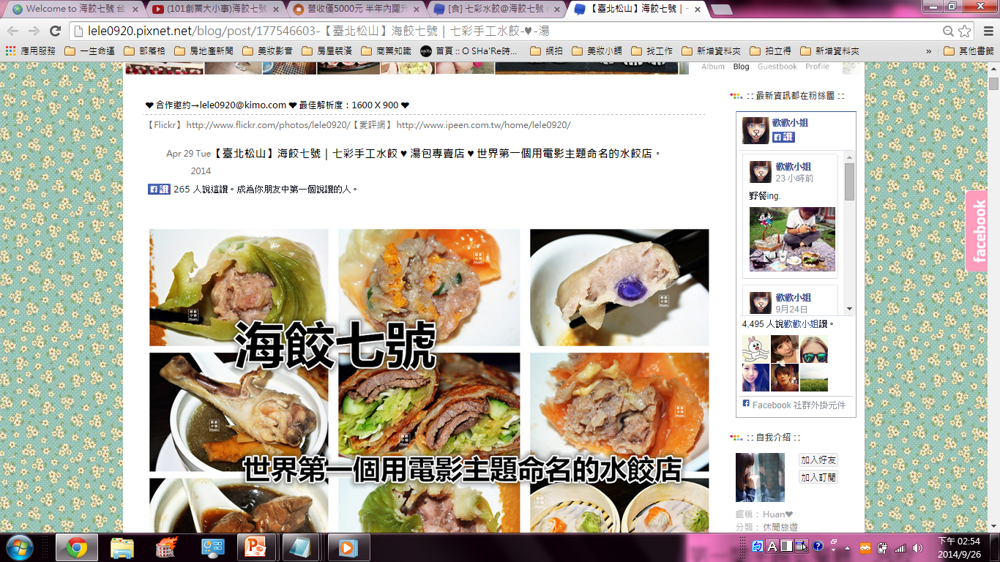 Welcome to 海餃七號 台
(101創業大小事)海餃七號
營收僅5000元 半年內躍升
[食] 七彩水餃@海餃七號
【臺北松山】海餃七號｜-
lele0920.pixnet.net/blog/post/177546603-【臺北松山】海餃七號｜七彩手工水餃-♥-湯
應用服務
一生命運
部落格
房地產新聞
美妝影音
房屋裝潢
商業知識
首頁 :: O SHa'Re時...
網拍
美妝小舖
找工作
新增資料夾
拍立得
新增資料夾
»
其他書籤
Album Blog Guestbook Profile
♥ 合作邀約→lele0920@kimo.com ♥ 最佳解析度：1600 X 900 ♥
【Flickr】http://www.flickr.com/photos/lele0920/【愛評網】http://www.ipeen.com.tw/home/lele0920/
Apr 29 Tue 2014
【臺北松山】海餃七號｜七彩手工水餃 ♥ 湯包專賣店 ♥ 世界第一個用電影主題命名的水餃店。
讚 265 人說這讚。成為你朋友中第一個說讚的人。
海餃七號
世界第一個用電影主題命名的水餃店
:: 最新資訊都在粉絲團 ::
歡歡小姐
讚
歡歡小姐
23 小時前
野餐ing.
歡歡小姐
9月24日
4,495 人說歡歡小姐讚。
Facebook 社群外掛元件
facebook
:: 自我介紹 ::
加入好友
加入訂閱
暱稱：Huan♥
分類：休閒旅遊
下午 02:54
2014/9/26